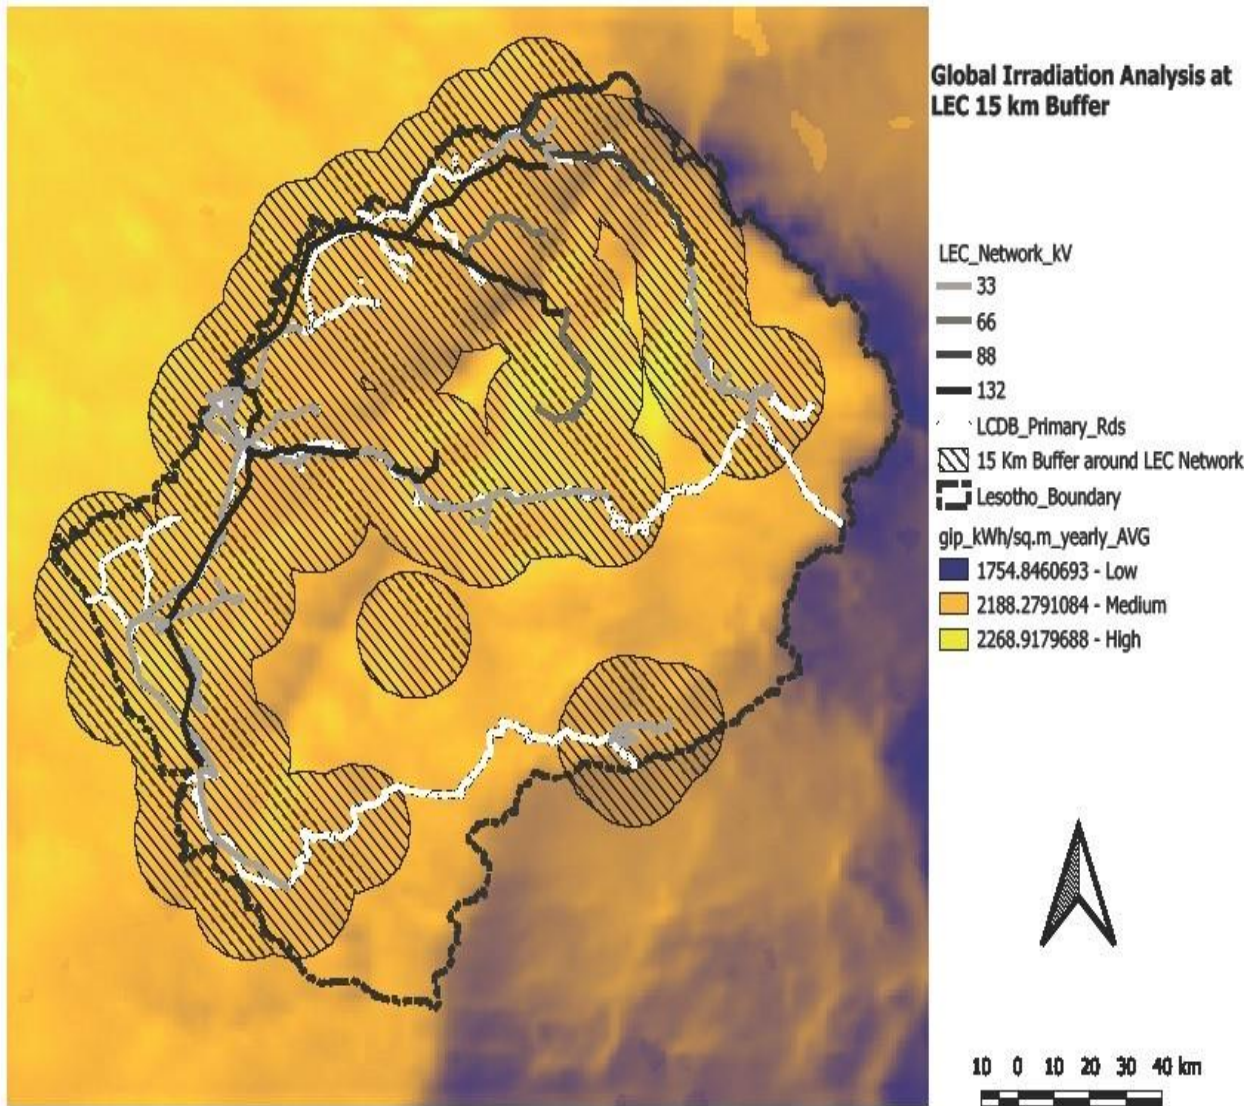 Global Irradiation Analysis at
LEC 15 km Buffer
LEC_Network_kV
33
66
88
132
LCDB_Primary_Rds
15 Km Buffer around LEC Network
Lesotho_Boundary
gip_kWh/sq.m_yearly_AVG
1754.8460693 - Low
2188.2791084 - Medium
2268.9179688 - High
10 0 10 20 30 40 km